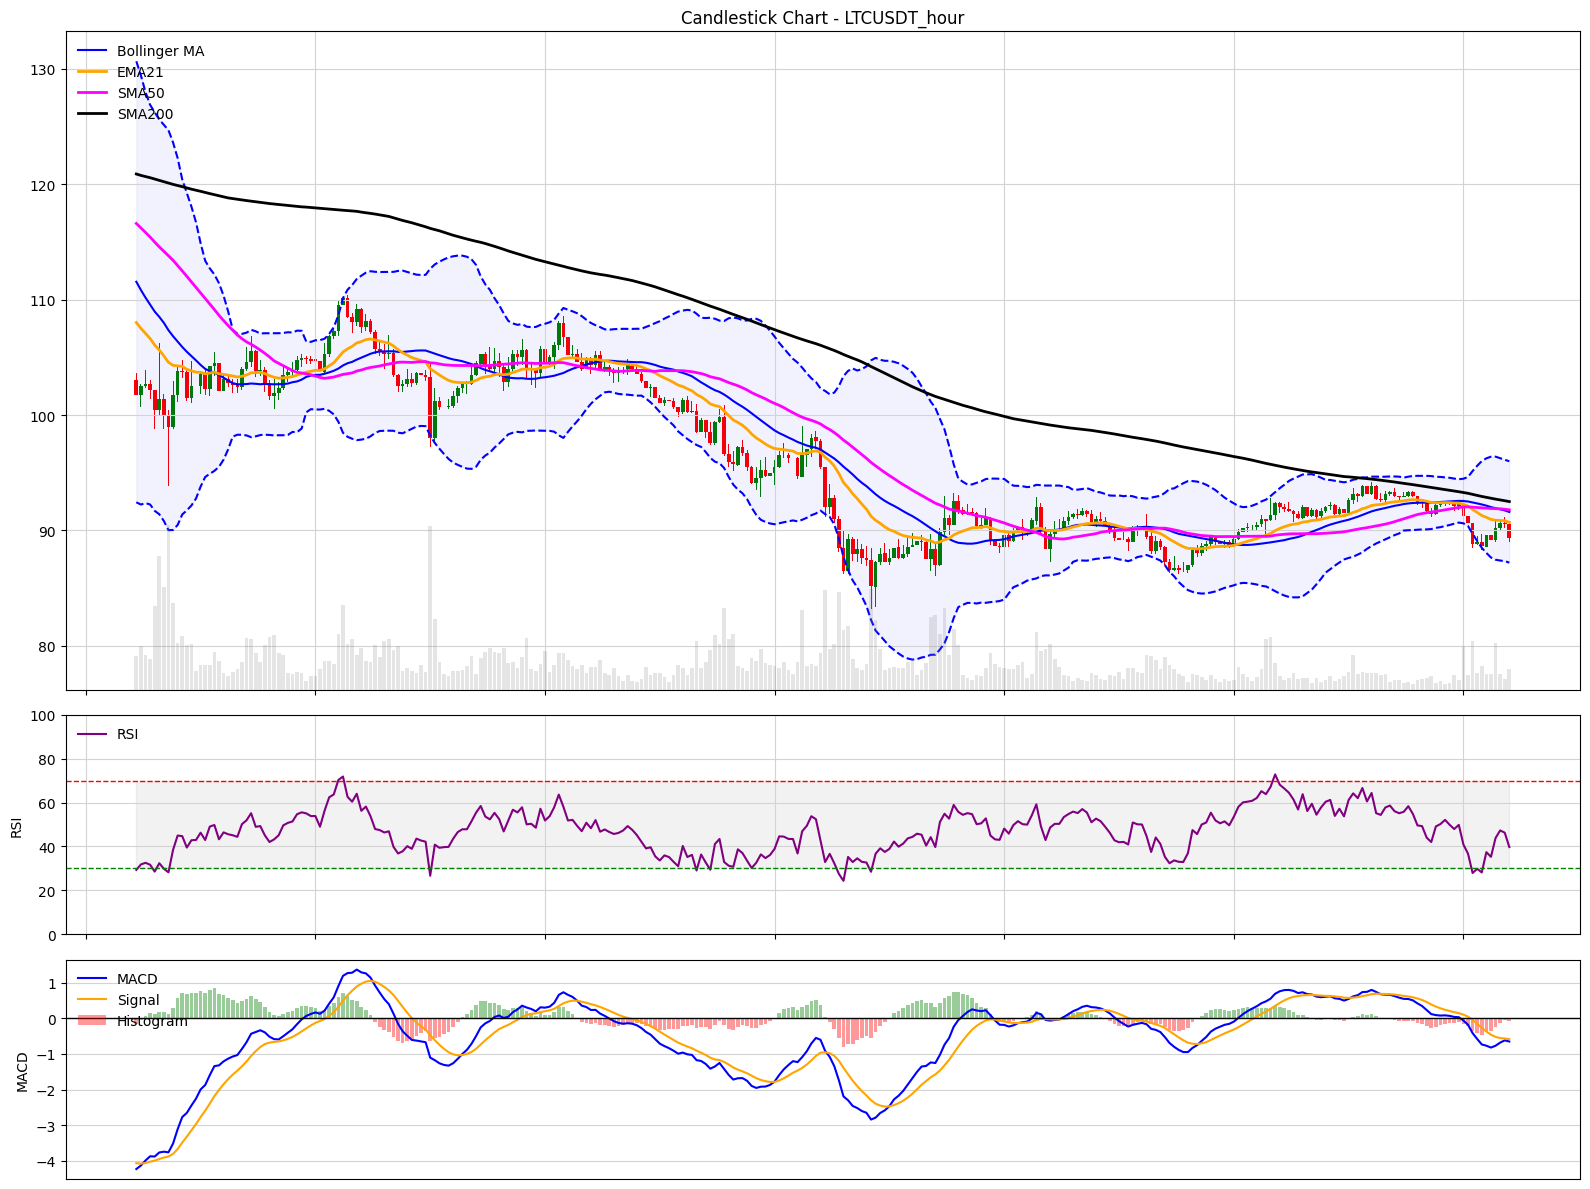 Candlestick Chart - LTCUSDT_hour
Bollinger MA
EMA21
SMA50
SMA200
130
120
110
100
90
80
RSI
100
80
60
40
20
0
RSI
MACD
Signal
Histogram
1
0
−1
−2
−3
−4
MACD